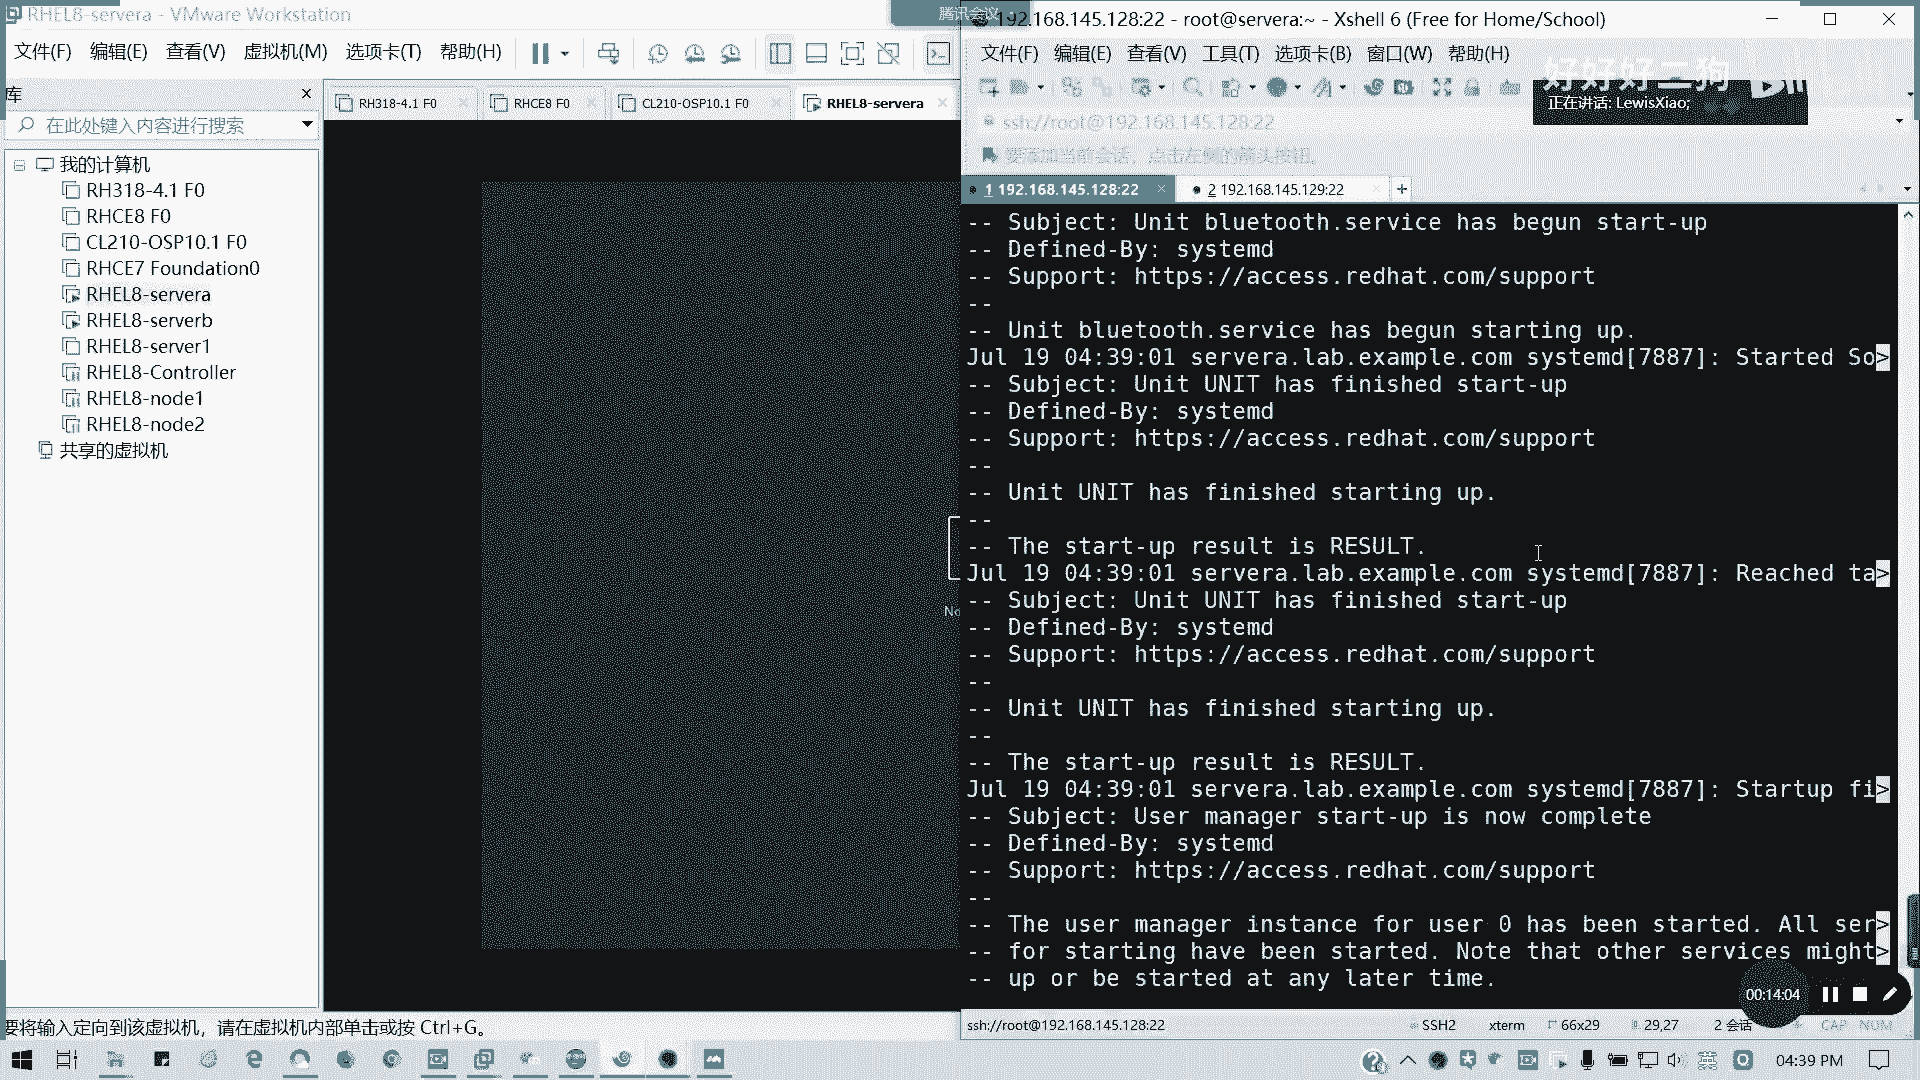 RHEL8-servera - VMware Workstation
文件(F) 编辑(E) 查看(V) 虚拟机(M) 选项卡(T) 帮助(H)
库
在此处键入内容进行搜索
我的计算机
RH318-4.1 F0
RHCE8 F0
CL210-OSP10.1 F0
RHCE7 Foundation0
RHEL8-servera
RHEL8-serverb
RHEL8-server1
RHEL8-Controller
RHEL8-node1
RHEL8-node2
共享的虚拟机
RH318-4.1 F0 RHCE8 F0 CL210-OSP10.1 F0 RHEL8-servera
No
要将输入定向到该虚拟机，请在虚拟机内部单击或按 Ctrl+G。
腾讯会议
192.168.145.128:22 - root@servera:~ - Xshell 6 (Free for Home/School)
文件(F) 编辑(E) 查看(V) 工具(T) 选项卡(B) 窗口(W) 帮助(H)
好好好二狗
正在讲话: LewisXiao;
ssh://root@192.168.145.128:22
要添加当前会话，点击左侧的箭头按钮。
1 192.168.145.128:22 2 192.168.145.129:22
-- Subject: Unit bluetooth.service has begun start-up
-- Defined-By: systemd
-- Support: https://access.redhat.com/support
--
-- Unit bluetooth.service has begun starting up.
Jul 19 04:39:01 servera.lab.example.com systemd[7887]: Started So>
-- Subject: Unit UNIT has finished start-up
-- Defined-By: systemd
-- Support: https://access.redhat.com/support
--
-- Unit UNIT has finished starting up.
--
-- The start-up result is RESULT.
Jul 19 04:39:01 servera.lab.example.com systemd[7887]: Reached ta>
-- Subject: Unit UNIT has finished start-up
-- Defined-By: systemd
-- Support: https://access.redhat.com/support
--
-- Unit UNIT has finished starting up.
--
-- The start-up result is RESULT.
Jul 19 04:39:01 servera.lab.example.com systemd[7887]: Startup fi>
-- Subject: User manager start-up is now complete
-- Defined-By: systemd
-- Support: https://access.redhat.com/support
--
-- The user manager instance for user 0 has been started. All ser>
-- for starting have been started. Note that other services might>
-- up or be started at any later time.
00:14:04
ssh://root@192.168.145.128:22 SSH2 xterm 66x29 29,27 2 会话 CAP NUM
英 04:39 PM